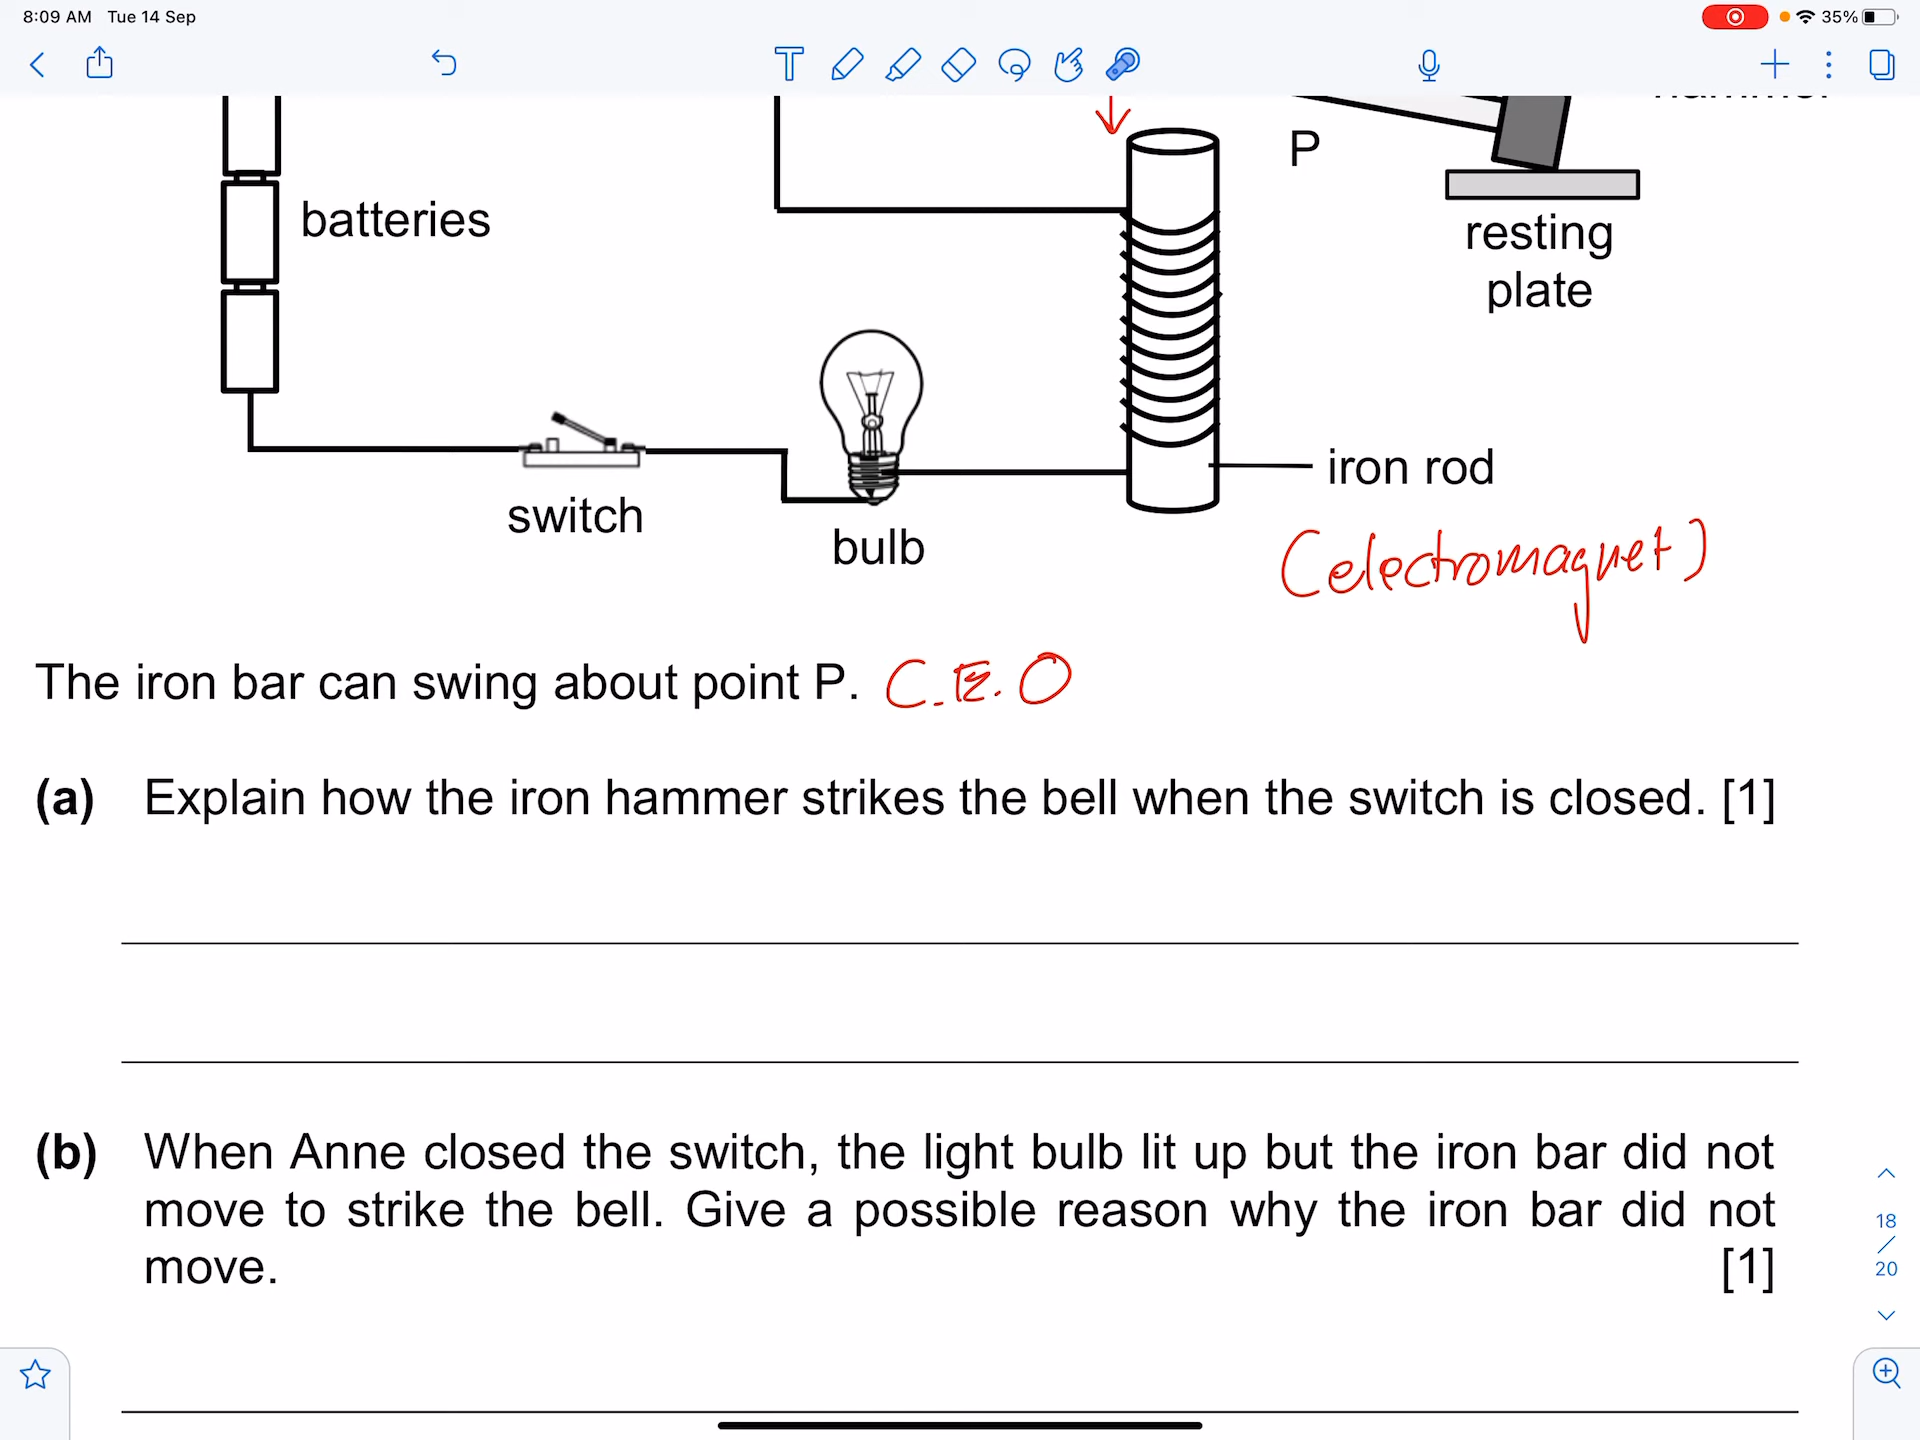 8:09 AM Tue 14 Sep
35%
P
batteries
resting
plate
iron rod
switch
bulb
(electromagnet)
The iron bar can swing about point P. C.E.O
(a) Explain how the iron hammer strikes the bell when the switch is closed. [1]
(b) When Anne closed the switch, the light bulb lit up but the iron bar did not
move to strike the bell. Give a possible reason why the iron bar did not
move. [1]
18
/
20